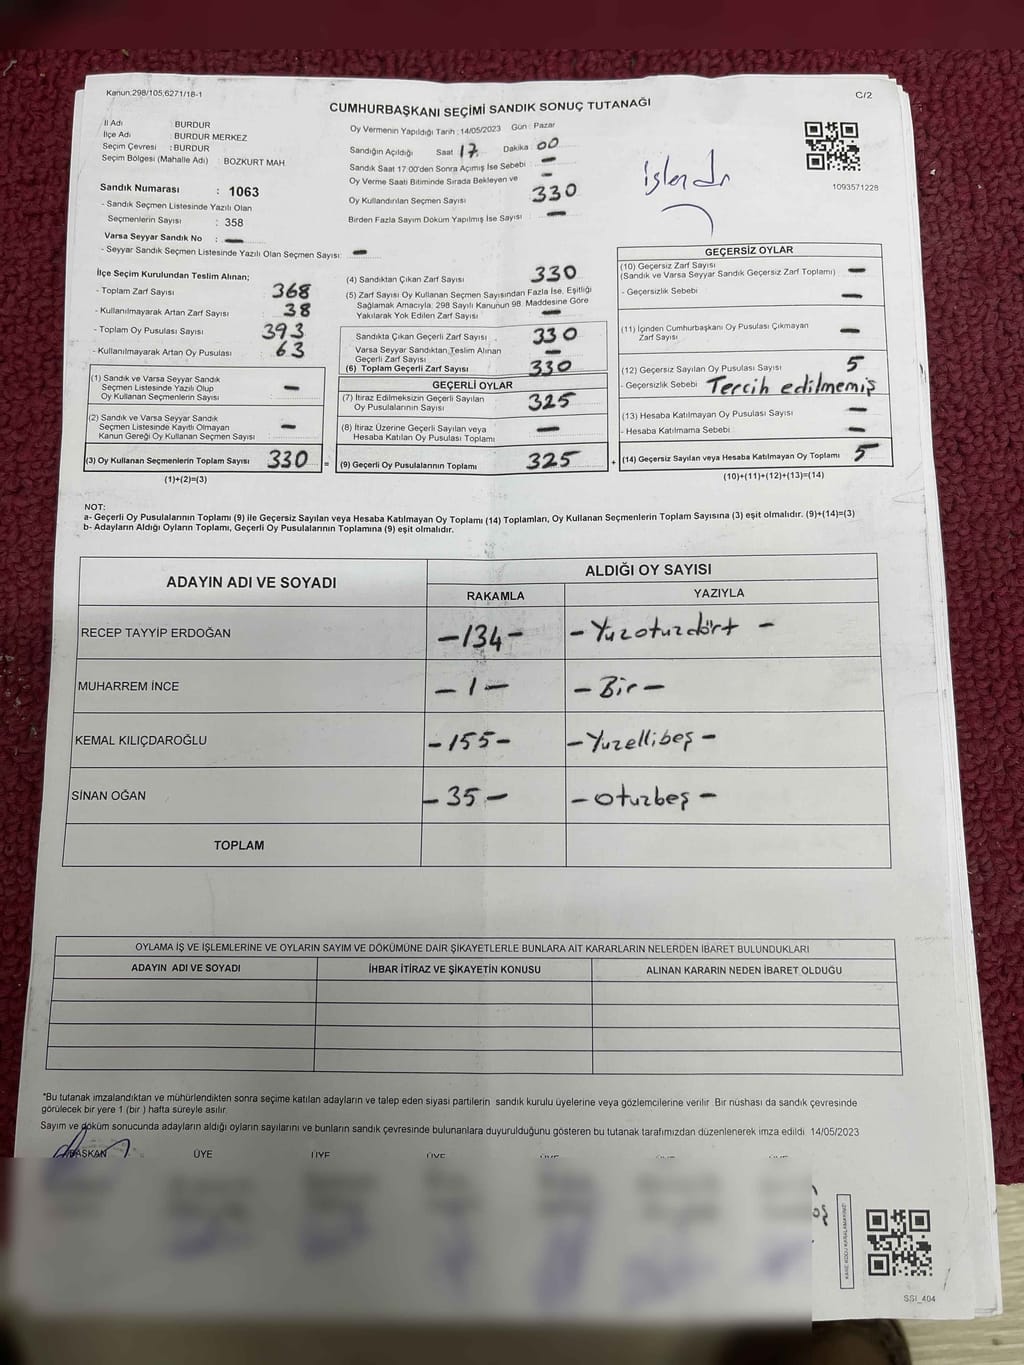 Kanun:298/105,6271/18-1
C/2
CUMHURBAŞKANI SEÇİMİ SANDIK SONUÇ TUTANAĞI
İl Adı : BURDUR
İlçe Adı : BURDUR MERKEZ
Seçim Çevresi : BURDUR
Seçim Bölgesi (Mahalle Adı) : BOZKURT MAH
Sandık Numarası : 1063
- Sandık Seçmen Listesinde Yazılı Olan
Seçmenlerin Sayısı : 358
Varsa Seyyar Sandık No : —
- Seyyar Sandık Seçmen Listesinde Yazılı Olan Seçmen Sayısı: —
Oy Vermenin Yapıldığı Tarih : 14/05/2023 Gün : Pazar
Sandığın Açıldığı Saat 17 Dakika 00
Sandık Saat 17:00'den Sonra Açımış İse Sebebi : —
Oy Verme Saati Bitiminde Sırada Bekleyen ve —
Oy Kullandırılan Seçmen Sayısı 330
Birden Fazla Sayım Döküm Yapılmış İse Sayısı : —
işlendi
1093571228
İlçe Seçim Kurulundan Teslim Alınan;
- Toplam Zarf Sayısı 368
- Kullanılmayarak Artan Zarf Sayısı : 38
- Toplam Oy Pusulası Sayısı : 393
- Kullanılmayarak Artan Oy Pusulası : 63
(1) Sandık ve Varsa Seyyar Sandık
Seçmen Listesinde Yazılı Olup
Oy Kullanan Seçmenlerin Sayısı —
(2) Sandık ve Varsa Seyyar Sandık
Seçmen Listesinde Kayıtlı Olmayan
Kanun Gereği Oy Kullanan Seçmen Sayısı —
(3) Oy Kullanan Seçmenlerin Toplam Sayısı 330 =
(1)+(2)=(3)
(4) Sandıktan Çıkan Zarf Sayısı 330
(5) Zarf Sayısı Oy Kullanan Seçmen Sayısından Fazla İse, Eşitliği
Sağlamak Amacıyla; 298 Sayılı Kanunun 98. Maddesine Göre
Yakılarak Yok Edilen Zarf Sayısı —
Sandıkta Çıkan Geçerli Zarf Sayısı 330
Varsa Seyyar Sandıktan Teslim Alınan
Geçerli Zarf Sayısı —
(6) Toplam Geçerli Zarf Sayısı 330
GEÇERLİ OYLAR
(7) İtiraz Edilmeksizin Geçerli Sayılan
Oy Pusulalarının Sayısı 325
(8) İtiraz Üzerine Geçerli Sayılan veya
Hesaba Katılan Oy Pusulası Toplamı —
(9) Geçerli Oy Pusulalarının Toplamı 325 +
GEÇERSİZ OYLAR
(10) Geçersiz Zarf Sayısı
(Sandık ve Varsa Seyyar Sandık Geçersiz Zarf Toplamı) —
- Geçersizlik Sebebi —
(11) İçinden Cumhurbaşkanı Oy Pusulası Çıkmayan
Zarf Sayısı —
(12) Geçersiz Sayılan Oy Pusulası Sayısı 5
- Geçersizlik Sebebi Tercih edilmemiş
(13) Hesaba Katılmayan Oy Pusulası Sayısı —
- Hesaba Katılmama Sebebi —
(14) Geçersiz Sayılan veya Hesaba Katılmayan Oy Toplamı 5
(10)+(11)+(12)+(13)=(14)
NOT:
a- Geçerli Oy Pusulalarının Toplamı (9) ile Geçersiz Sayılan veya Hesaba Katılmayan Oy Toplamı (14) Toplamları, Oy Kullanan Seçmenlerin Toplam Sayısına (3) eşit olmalıdır. (9)+(14)=(3)
b- Adayların Aldığı Oyların Toplamı, Geçerli Oy Pusulalarının Toplamına (9) eşit olmalıdır.
ADAYIN ADI VE SOYADI
ALDIĞI OY SAYISI
RAKAMLA YAZIYLA
RECEP TAYYİP ERDOĞAN -134- - Yüzotuzdört -
MUHARREM İNCE -1- - Bir -
KEMAL KILIÇDAROĞLU -155- - Yüzellibeş -
SİNAN OĞAN -35- - otuzbeş -
TOPLAM
OYLAMA İŞ VE İŞLEMLERİNE VE OYLARIN SAYIM VE DÖKÜMÜNE DAİR ŞİKAYETLERLE BUNLARA AİT KARARLARIN NELERDEN İBARET BULUNDUKLARI
ADAYIN ADI VE SOYADI İHBAR İTİRAZ VE ŞİKAYETİN KONUSU ALINAN KARARIN NEDEN İBARET OLDUĞU
*Bu tutanak imzalandıktan ve mühürlendikten sonra seçime katılan adayların ve talep eden siyasi partilerin sandık kurulu üyelerine veya gözlemcilerine verilir. Bir nüshası da sandık çevresinde
görülecek bir yere 1 (bir ) hafta süreyle asılır.
Sayım ve döküm sonucunda adayların aldığı oyların sayılarını ve bunların sandık çevresinde bulunanlara duyurulduğunu gösteren bu tutanak tarafımızdan düzenlenerek imza edildi. 14/05/2023
BAŞKAN ÜYE ÜYE ÜYE
SSI_404